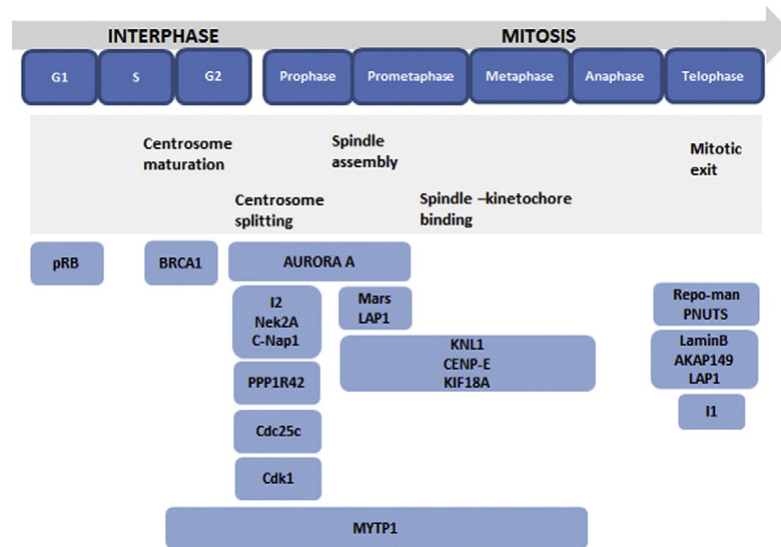 INTERPHASE MITOSIS
G1 S G2 Prophase Prometaphase Metaphase Anaphase Telophase
Centrosome
maturation
Spindle
assembly
Mitotic
exit
Centrosome
splitting
Spindle –kinetochore
binding
pRB
BRCA1
AURORA A
I2
Nek2A
C-Nap1
Mars
LAP1
Repo-man
PNUTS
KNL1
CENP-E
KIF18A
LaminB
AKAP149
LAP1
PPP1R42
I1
Cdc25c
Cdk1
MYTP1